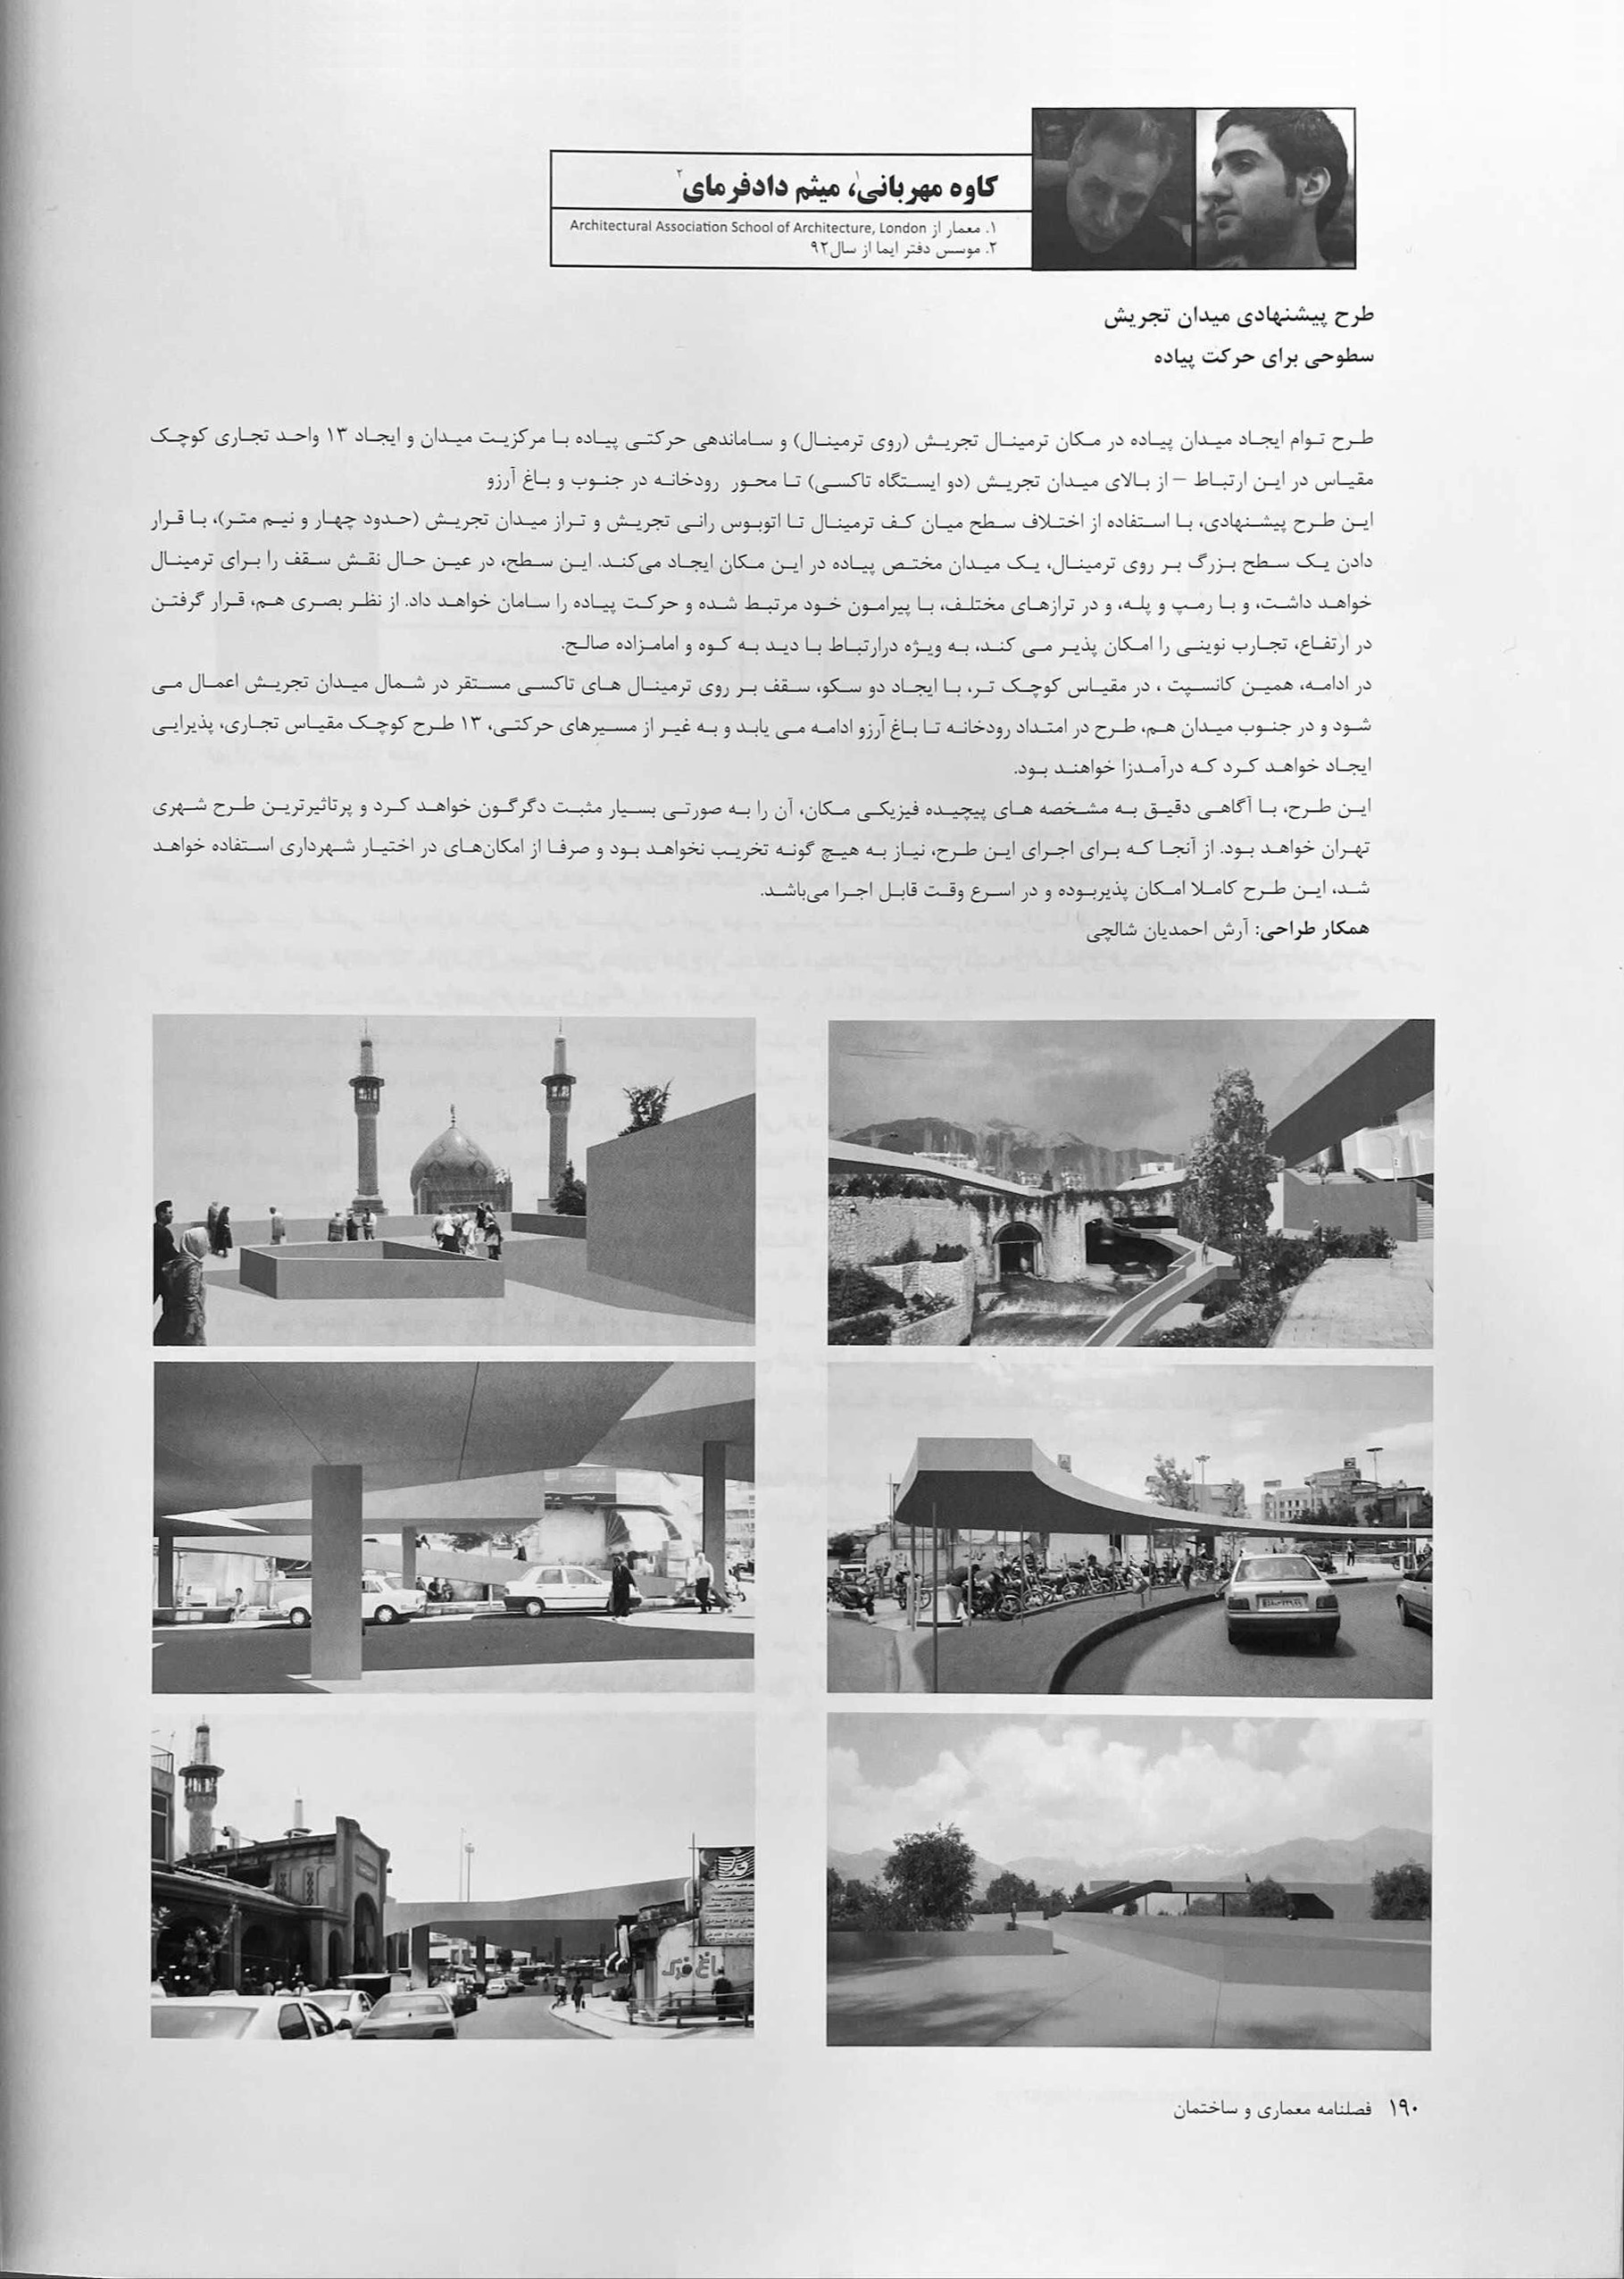 کاوه مهربانی۱، میثم دادفرمای۲
۱. معمار از Architectural Association School of Architecture, London
۲. موسس دفتر ایما از سال۹۲
طرح پیشنهادی میدان تجریش
سطوحی برای حرکت پیاده
طرح توام ایجاد میدان پیاده در مکان ترمینال تجریش (روی ترمینال) و ساماندهی حرکتی پیاده با مرکزیت میدان و ایجاد ۱۳ واحد تجاری کوچک
مقیاس در این ارتباط – از بالای میدان تجریش (دو ایستگاه تاکسی) تا محور رودخانه در جنوب و باغ آرزو
این طرح پیشنهادی، با استفاده از اختلاف سطح میان کف ترمینال تا اتوبوس رانی تجریش و تراز میدان تجریش (حدود چهار و نیم متر)، با قرار
دادن یک سطح بزرگ بر روی ترمینال، یک میدان مختص پیاده در این مکان ایجاد می‌کند. این سطح، در عین حال نقش سقف را برای ترمینال
خواهد داشت، و با رمپ و پله، و در ترازهای مختلف، با پیرامون خود مرتبط شده و حرکت پیاده را سامان خواهد داد. از نظر بصری هم، قرار گرفتن
در ارتفاع، تجارب نوینی را امکان پذیر می کند، به ویژه درارتباط با دید به کوه و امامزاده صالح.
در ادامه، همین کانسپت ، در مقیاس کوچک تر، با ایجاد دو سکو، سقف بر روی ترمینال های تاکسی مستقر در شمال میدان تجریش اعمال می
شود و در جنوب میدان هم، طرح در امتداد رودخانه تا باغ آرزو ادامه می یابد و به غیر از مسیرهای حرکتی، ۱۳ طرح کوچک مقیاس تجاری، پذیرایی
ایجاد خواهد کرد که درآمدزا خواهند بود.
این طرح، با آگاهی دقیق به مشخصه های پیچیده فیزیکی مکان، آن را به صورتی بسیار مثبت دگرگون خواهد کرد و پرتاثیرترین طرح شهری
تهران خواهد بود. از آنجا که برای اجرای این طرح، نیاز به هیچ گونه تخریب نخواهد بود و صرفا از امکان‌های در اختیار شهرداری استفاده خواهد
شد، این طرح کاملا امکان پذیربوده و در اسرع وقت قابل اجرا می‌باشد.
همکار طراحی: آرش احمدیان شالچی
۱۹۰ فصلنامه معماری و ساختمان